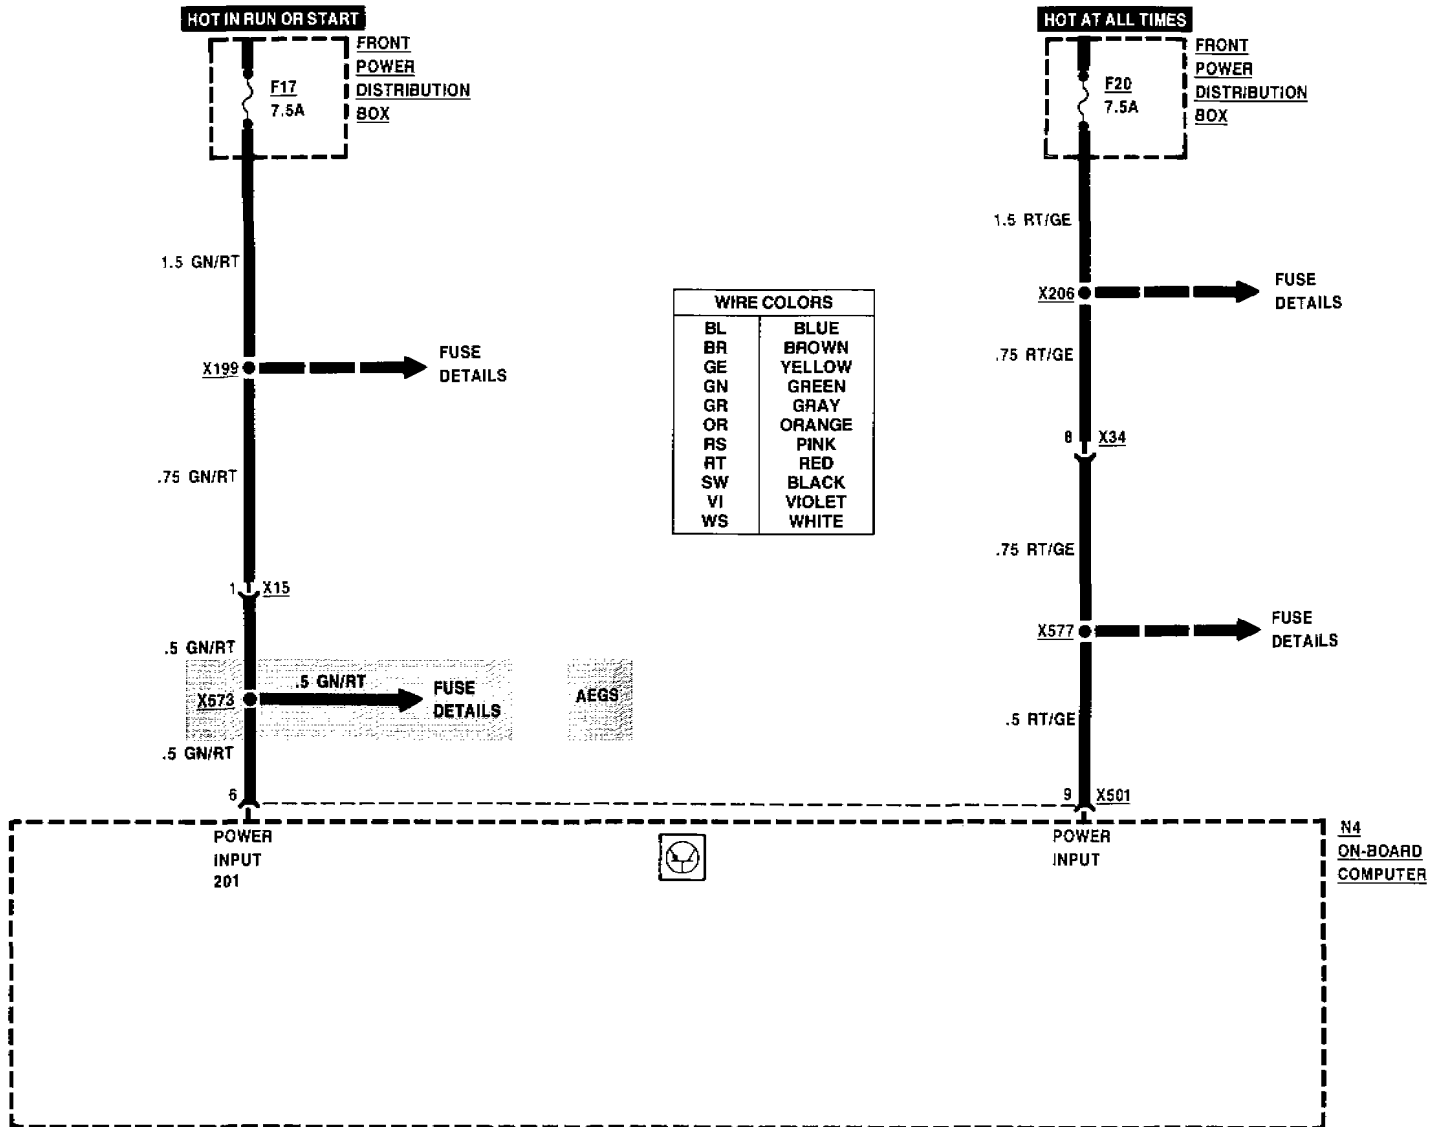 HOT IN RUN OR START
FRONT
POWER
DISTRIBUTION
BOX
F17
7.5A
1.5 GN/RT
X199
FUSE
DETAILS
.75 GN/RT
1
X15
.5 GN/RT
X573
.5 GN/RT
FUSE
DETAILS
AEGS
.5 GN/RT
6
POWER
INPUT
201
WIRE COLORS
BL BLUE
BR BROWN
GE YELLOW
GN GREEN
GR GRAY
OR ORANGE
RS PINK
RT RED
SW BLACK
VI VIOLET
WS WHITE
HOT AT ALL TIMES
FRONT
POWER
DISTRIBUTION
BOX
F20
7.5A
1.5 RT/GE
X206
FUSE
DETAILS
.75 RT/GE
8
X34
.75 RT/GE
X577
FUSE
DETAILS
.5 RT/GE
9
X501
POWER
INPUT
N4
ON-BOARD
COMPUTER